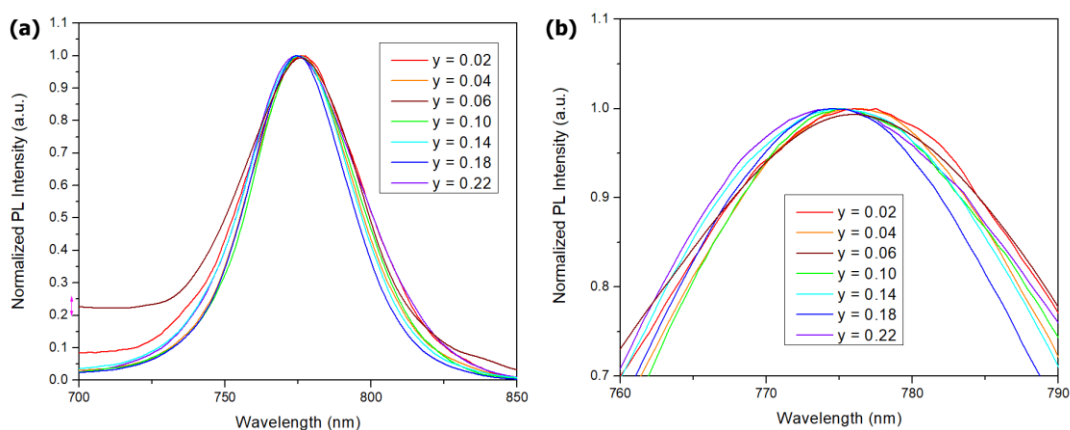 (a)
Normalized PL Intensity (a.u.)
1.1
1.0
0.9
0.8
0.7
0.6
0.5
0.4
0.3
0.2
0.1
0.0
700
750
800
850
Wavelength (nm)
y = 0.02
y = 0.04
y = 0.06
y = 0.10
y = 0.14
y = 0.18
y = 0.22
(b)
Normalized PL Intensity (a.u.)
1.1
1.0
0.9
0.8
0.7
760
770
780
790
Wavelength (nm)
y = 0.02
y = 0.04
y = 0.06
y = 0.10
y = 0.14
y = 0.18
y = 0.22